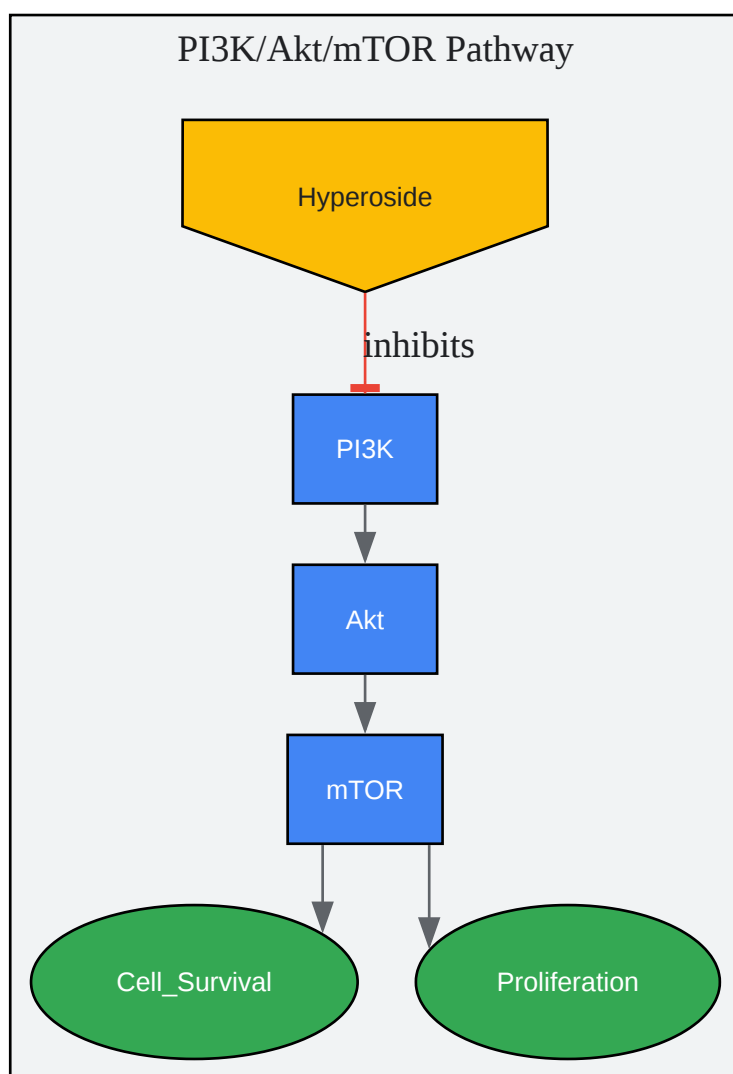 PI3K/Akt/mTOR Pathway
Hyperoside
inhibits
PI3K
Akt
mTOR
Cell_Survival
Proliferation